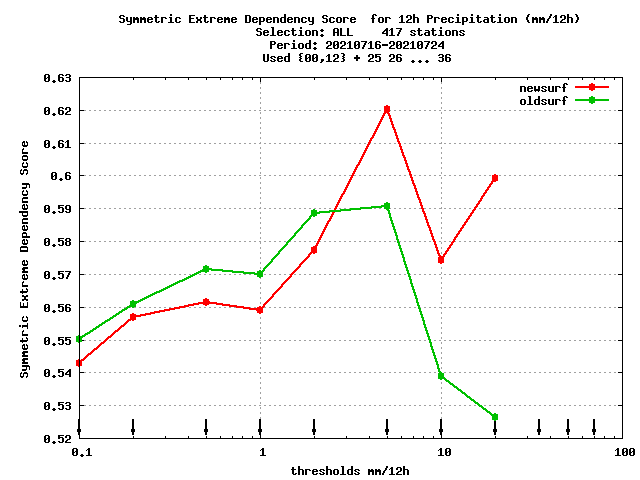 Symmetric Extreme Dependency Score  for 12h Precipitation (mm/12h)
Selection: ALL    417 stations
Period: 20210716-20210724
Used {00,12} + 25 26 ... 36
newsurf
oldsurf
Symmetric Extreme Dependency Score
0.63
0.62
0.61
0.6
0.59
0.58
0.57
0.56
0.55
0.54
0.53
0.52
0.1
1
10
100
thresholds mm/12h